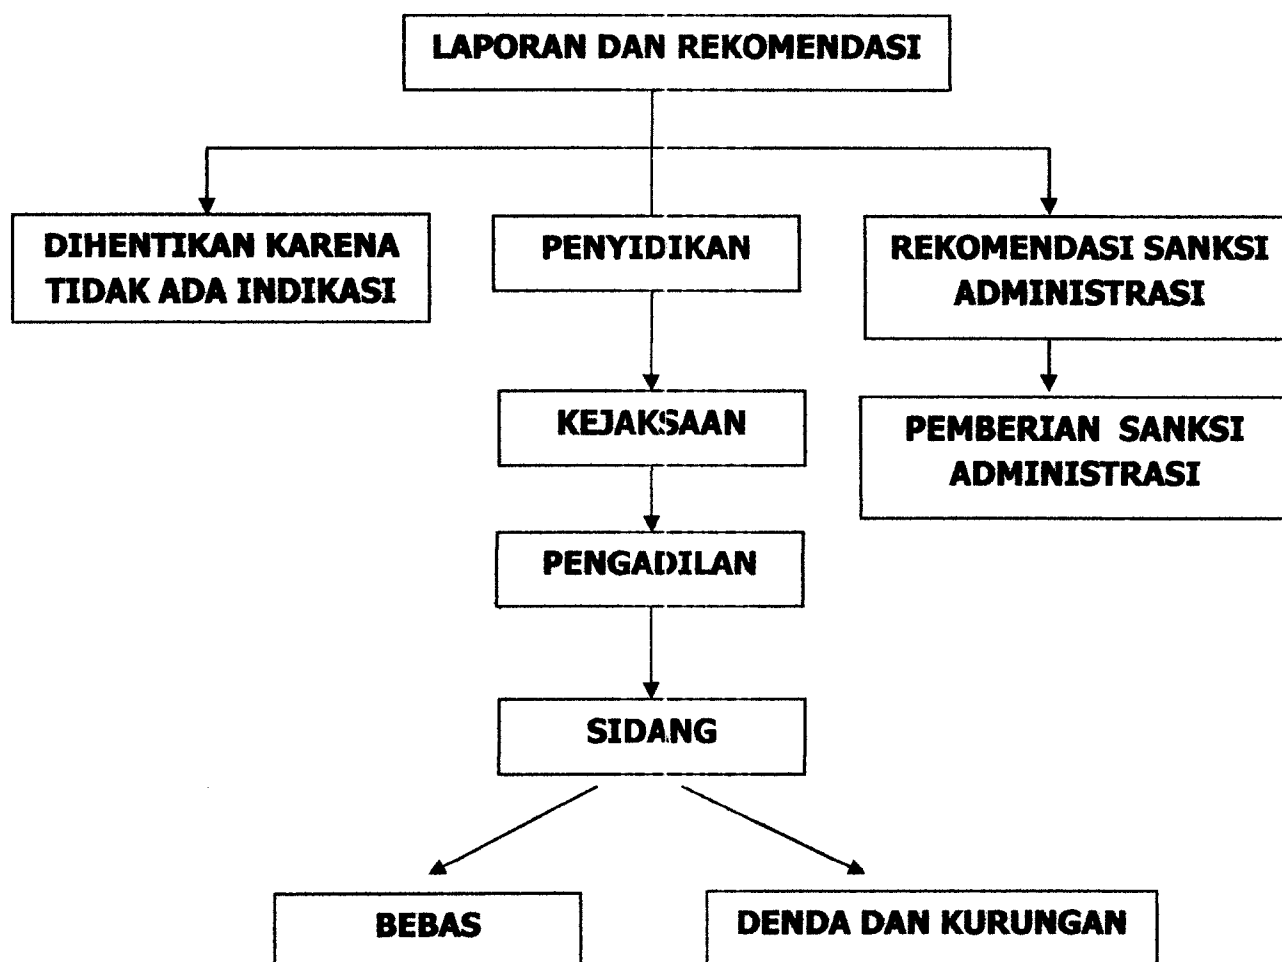 LAPORAN DAN REKOMENDASI
DIHENTIKAN KARENA
TIDAK ADA INDIKASI
PENYIDIKAN
REKOMENDASI SANKSI
ADMINISTRASI
KEJAKSAAN
PEMBERIAN SANKSI
ADMINISTRASI
PENGADILAN
SIDANG
BEBAS
DENDA DAN KURUNGAN